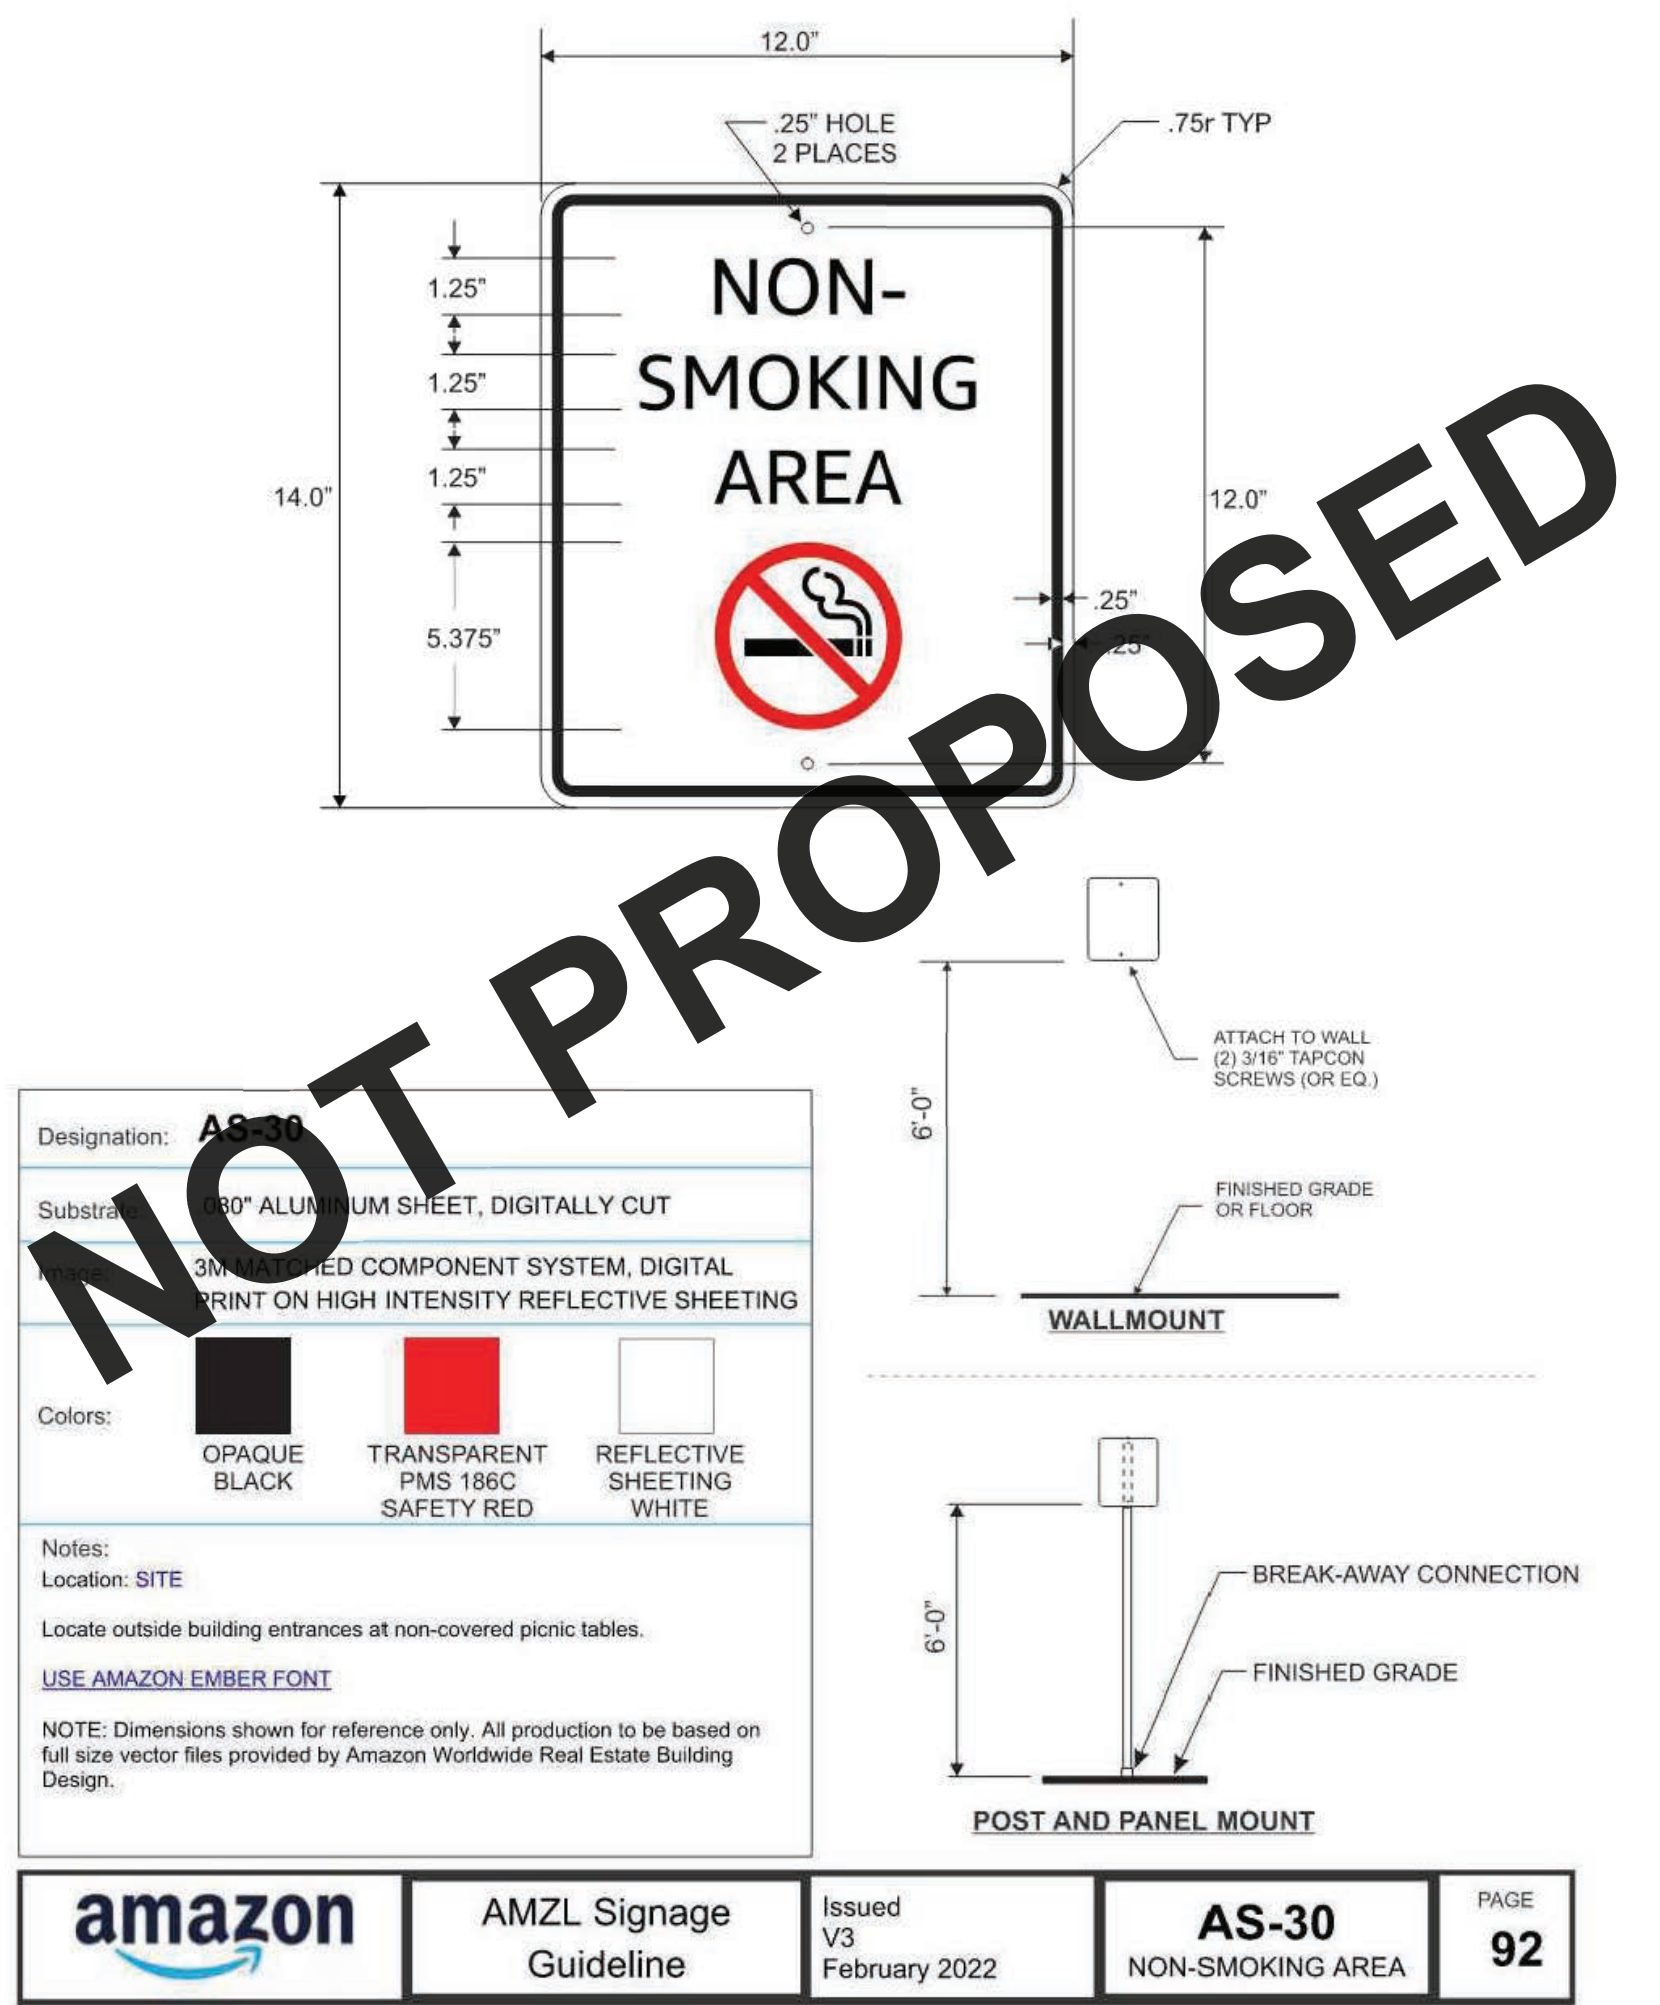 12.0"
.25" HOLE
2 PLACES
.75r TYP
1.25"
1.25"
1.25"
5.375"
14.0"
NON-
SMOKING
AREA
12.0"
.25"
.25"
NOT PROPOSED
ATTACH TO WALL
(2) 3/16" TAPCON
SCREWS (OR EQ.)
6'-0"
FINISHED GRADE
OR FLOOR
WALLMOUNT
Designation: AS-30
Substrate: .080" ALUMINUM SHEET, DIGITALLY CUT
Image: 3M MATCHED COMPONENT SYSTEM, DIGITAL
PRINT ON HIGH INTENSITY REFLECTIVE SHEETING
Colors:
OPAQUE
BLACK
TRANSPARENT
PMS 186C
SAFETY RED
REFLECTIVE
SHEETING
WHITE
Notes:
Location: SITE
Locate outside building entrances at non-covered picnic tables.
USE AMAZON EMBER FONT
NOTE: Dimensions shown for reference only. All production to be based on
full size vector files provided by Amazon Worldwide Real Estate Building
Design.
6'-0"
BREAK-AWAY CONNECTION
FINISHED GRADE
POST AND PANEL MOUNT
amazon
AMZL Signage
Guideline
Issued
V3
February 2022
AS-30
NON-SMOKING AREA
PAGE
92